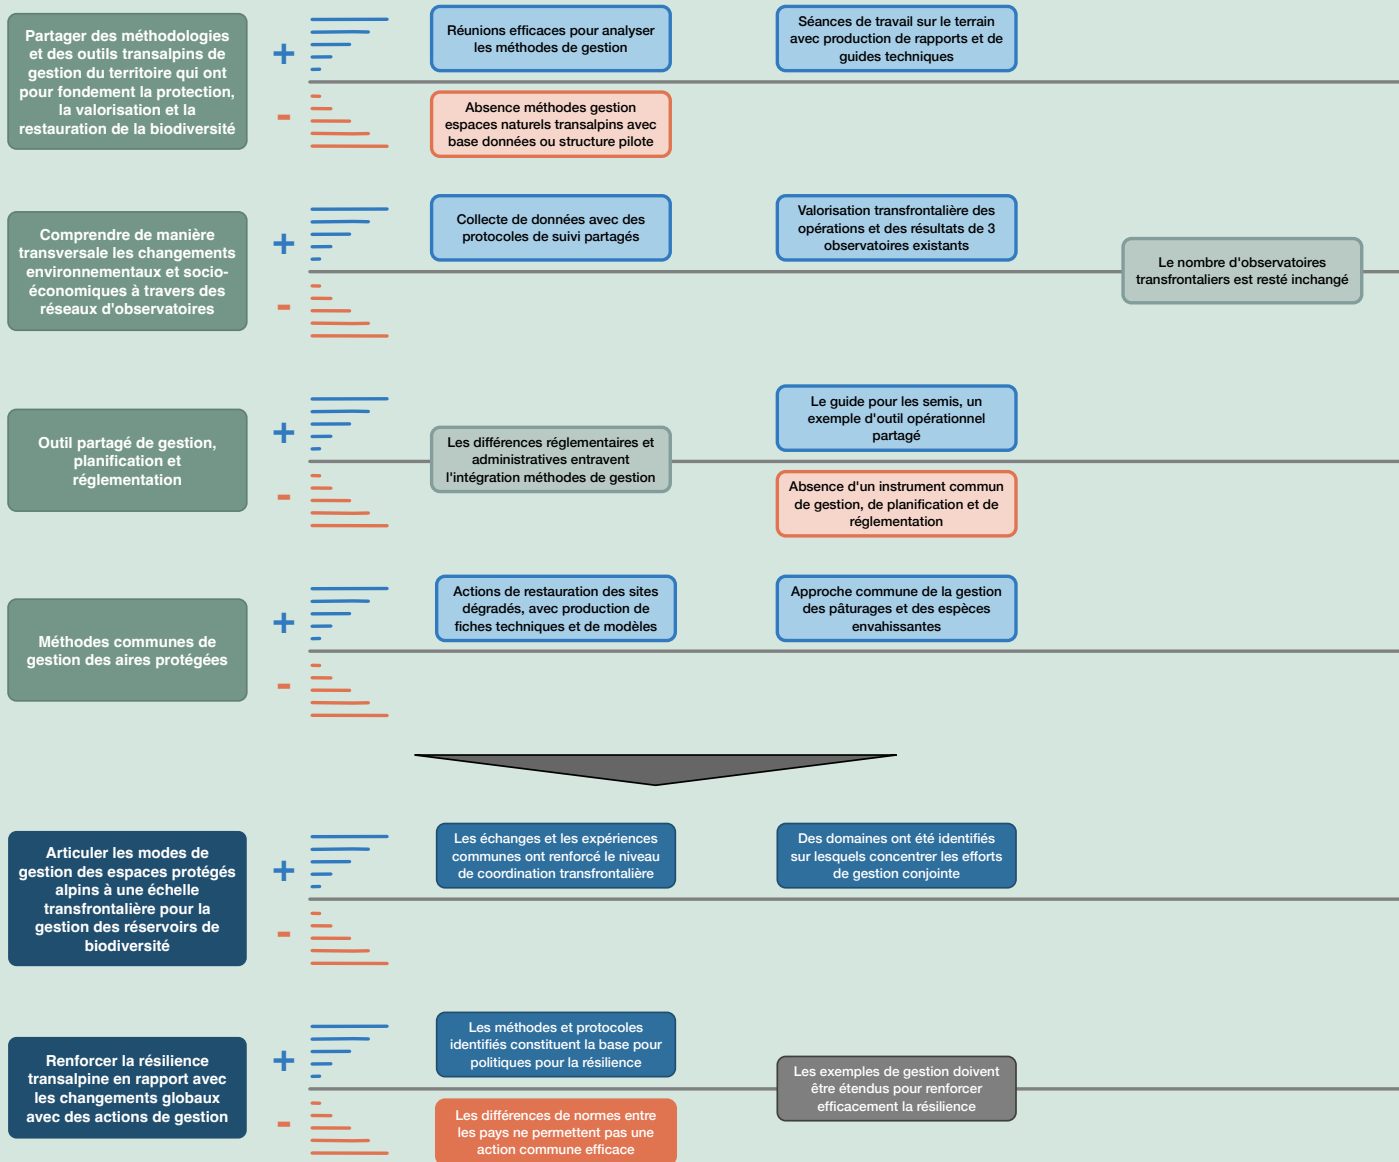 Partager des méthodologies
et des outils transalpins de
gestion du territoire qui ont
pour fondement la protection,
la valorisation et la
restauration de la biodiversité
+
-
Réunions efficaces pour analyser
les méthodes de gestion
Séances de travail sur le terrain
avec production de rapports et de
guides techniques
Absence méthodes gestion
espaces naturels transalpins avec
base données ou structure pilote
Comprendre de manière
transversale les changements
environnementaux et socio-
économiques à travers des
réseaux d'observatoires
+
-
Collecte de données avec des
protocoles de suivi partagés
Valorisation transfrontalière des
opérations et des résultats de 3
observatoires existants
Le nombre d'observatoires
transfrontaliers est resté inchangé
Outil partagé de gestion,
planification et
réglementation
+
-
Les différences réglementaires et
administratives entravent
l'intégration méthodes de gestion
Le guide pour les semis, un
exemple d'outil opérationnel
partagé
Absence d'un instrument commun
de gestion, de planification et de
réglementation
Méthodes communes de
gestion des aires protégées
+
-
Actions de restauration des sites
dégradés, avec production de
fiches techniques et de modèles
Approche commune de la gestion
des pâturages et des espèces
envahissantes
Articuler les modes de
gestion des espaces protégés
alpins à une échelle
transfrontalière pour la
gestion des réservoirs de
biodiversité
+
-
Les échanges et les expériences
communes ont renforcé le niveau
de coordination transfrontalière
Des domaines ont été identifiés
sur lesquels concentrer les efforts
de gestion conjointe
Renforcer la résilience
transalpine en rapport avec
les changements globaux
avec des actions de gestion
+
-
Les méthodes et protocoles
identifiés constituent la base pour
politiques pour la résilience
Les différences de normes entre
les pays ne permettent pas une
action commune efficace
Les exemples de gestion doivent
être étendus pour renforcer
efficacement la résilience